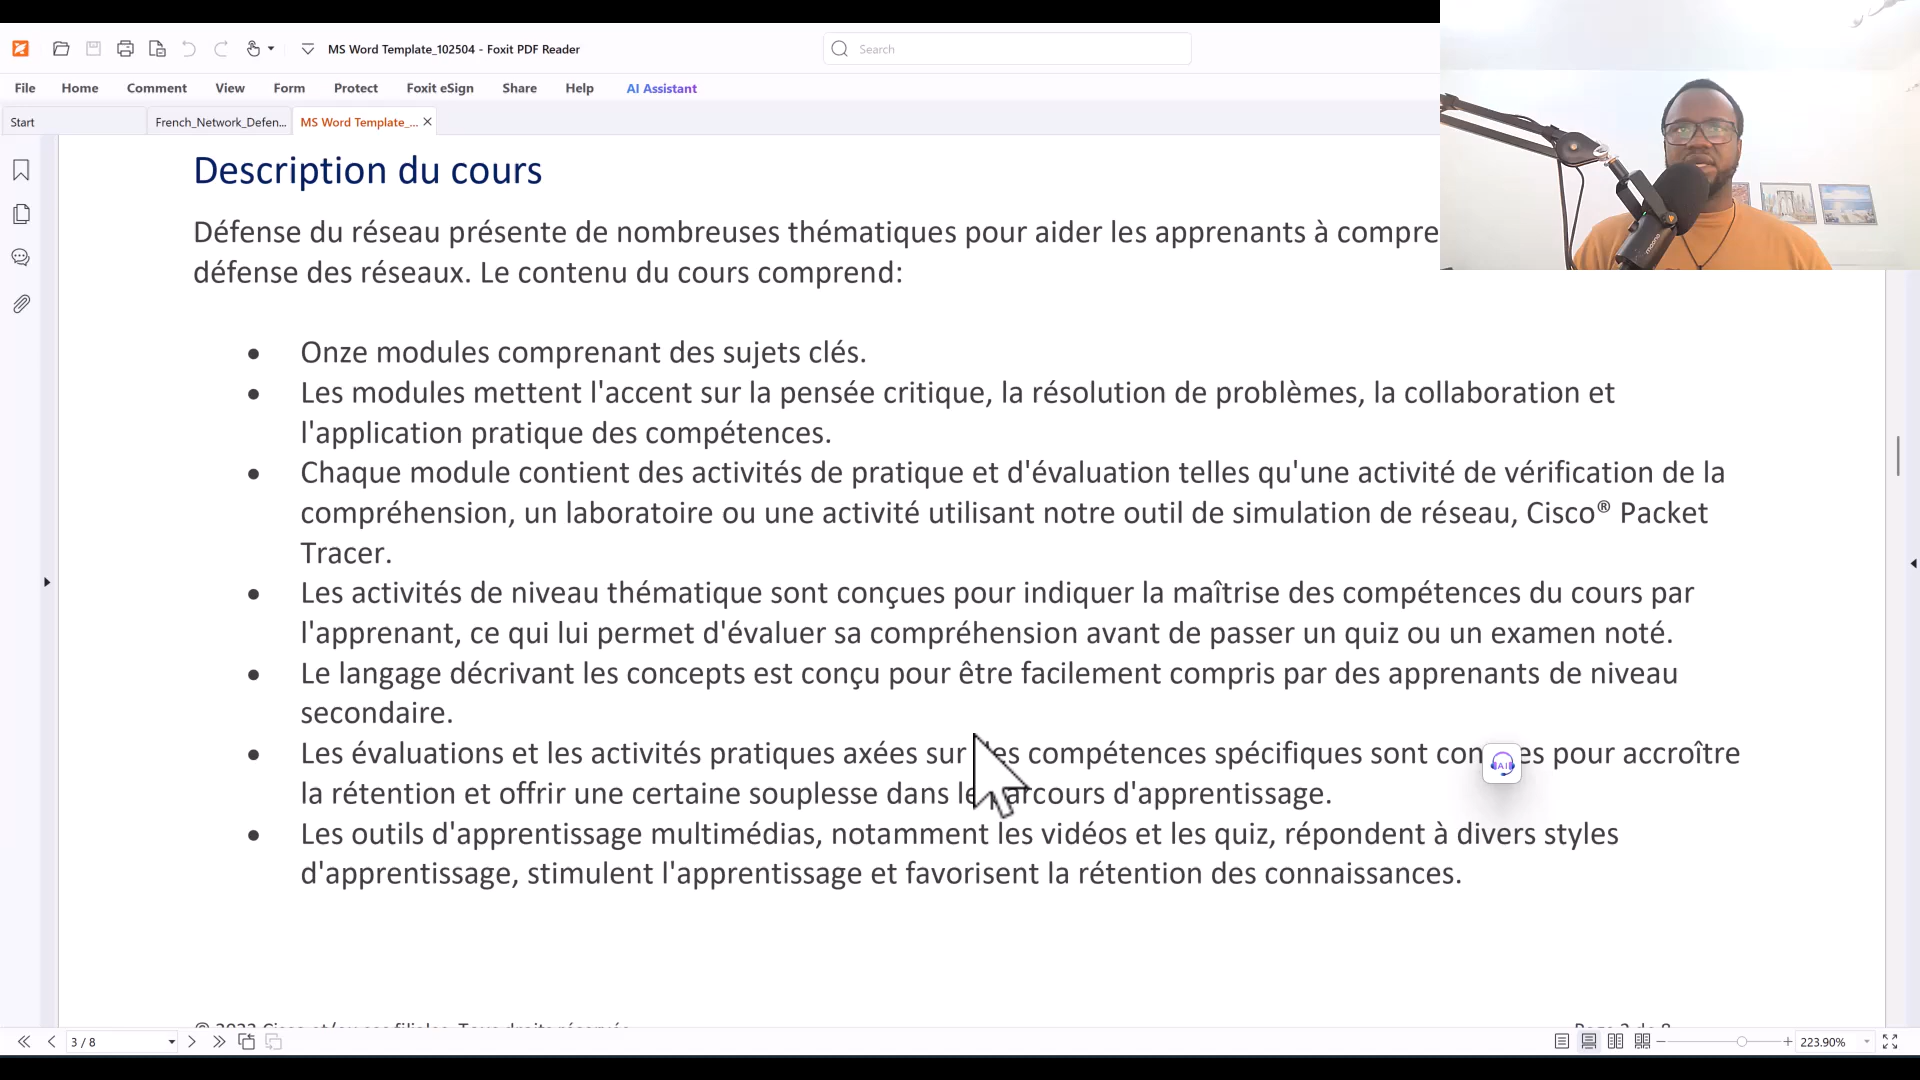 MS Word Template_102504 - Foxit PDF Reader
Search
File Home Comment View Form Protect Foxit eSign Share Help AI Assistant
Start French_Network_Defen... MS Word Template_...
Description du cours
Défense du réseau présente de nombreuses thématiques pour aider les apprenants à
défense des réseaux. Le contenu du cours comprend:
Onze modules comprenant des sujets clés.
Les modules mettent l'accent sur la pensée critique, la résolution de problèmes, la collaboration et
l'application pratique des compétences.
Chaque module contient des activités de pratique et d'évaluation telles qu'une activité de vérification de la
compréhension, un laboratoire ou une activité utilisant notre outil de simulation de réseau, Cisco® Packet
Tracer.
Les activités de niveau thématique sont conçues pour indiquer la maîtrise des compétences du cours par
l'apprenant, ce qui lui permet d'évaluer sa compréhension avant de passer un quiz ou un examen noté.
Le langage décrivant les concepts est conçu pour être facilement compris par des apprenants de niveau
secondaire.
Les évaluations et les activités pratiques axées sur compétences spécifiques sont pour accroître
la rétention et offrir une certaine souplesse dans d'apprentissage.
Les outils d'apprentissage multimédias, notamment les vidéos et les quiz, répondent à divers styles
d'apprentissage, stimulent l'apprentissage et favorisent la rétention des connaissances.
AI
3 / 8
223.90%